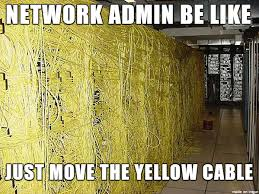 NETWORK ADMIN BE LIKE
JUST MOVE THE YELLOW CABLE